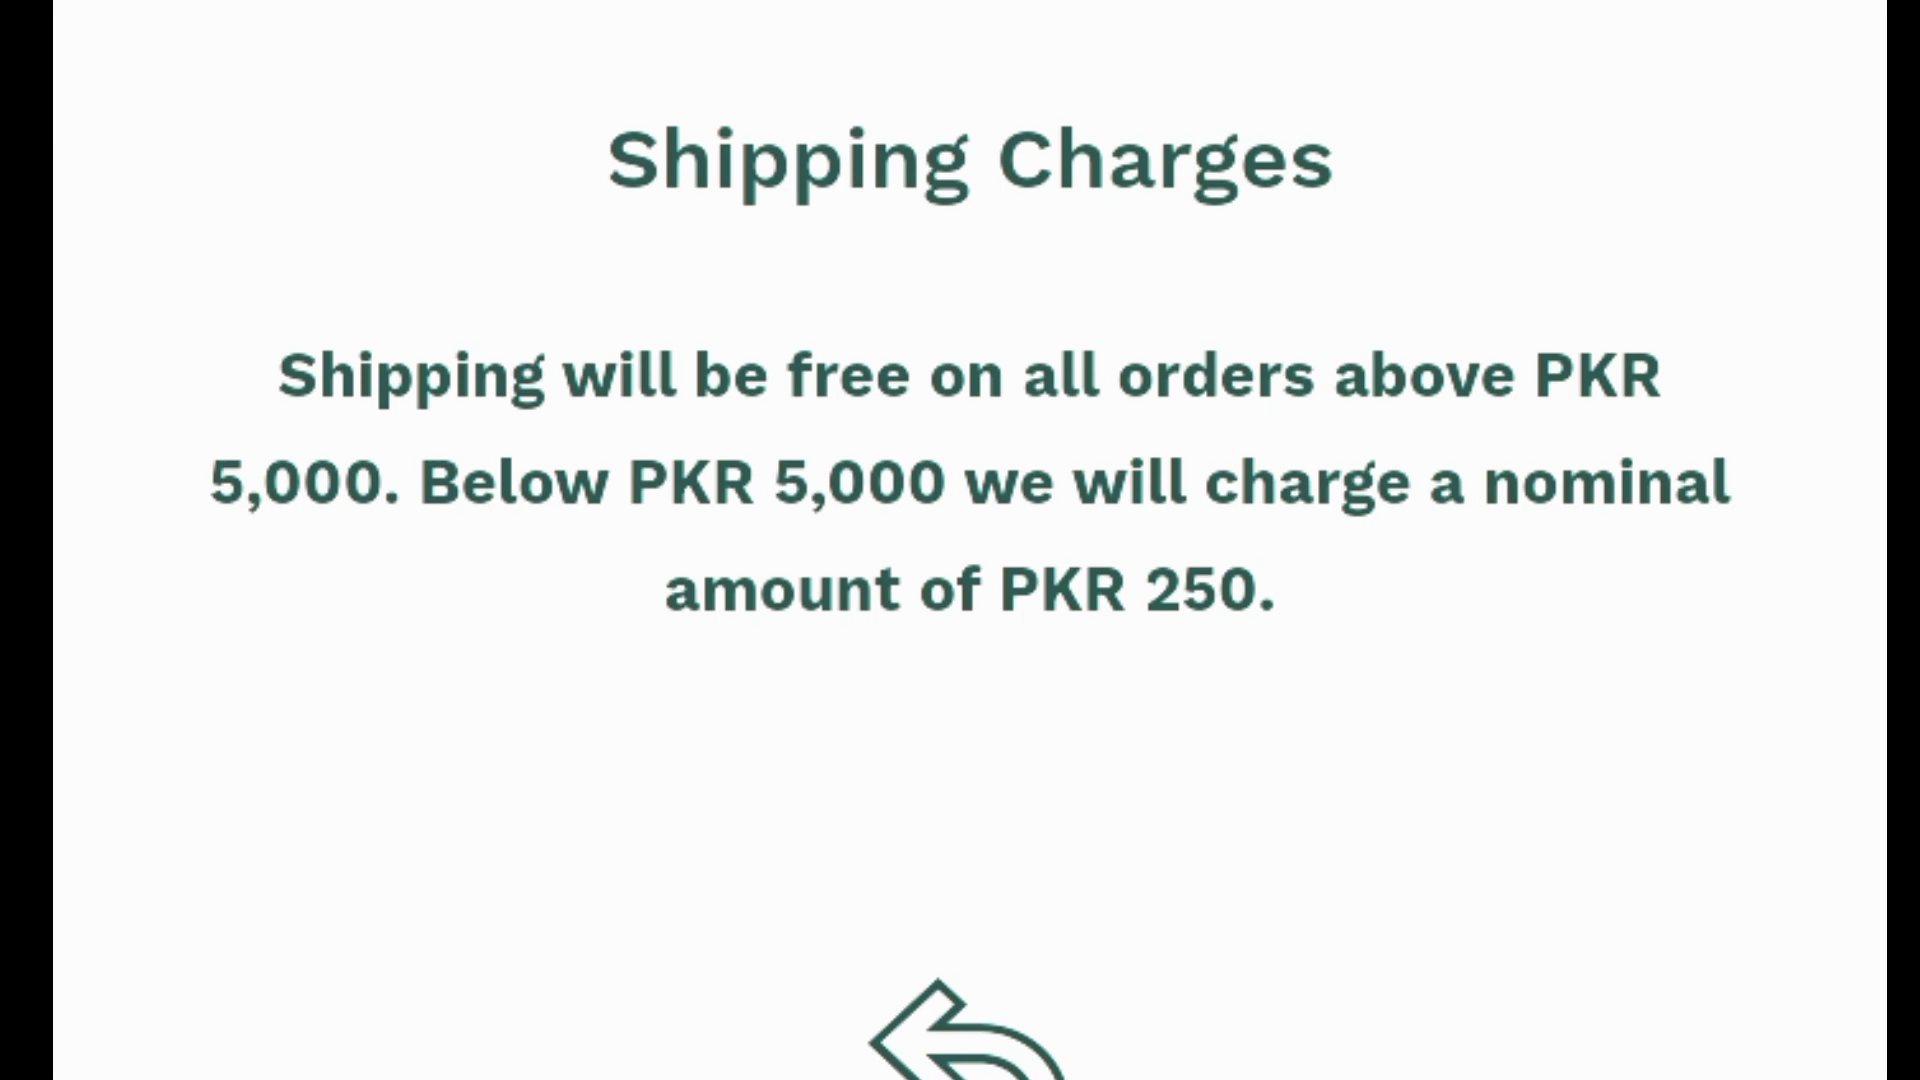 Shipping Charges
Shipping will be free on all orders above PKR
5,000. Below PKR 5,000 we will charge a nominal
amount of PKR 250.